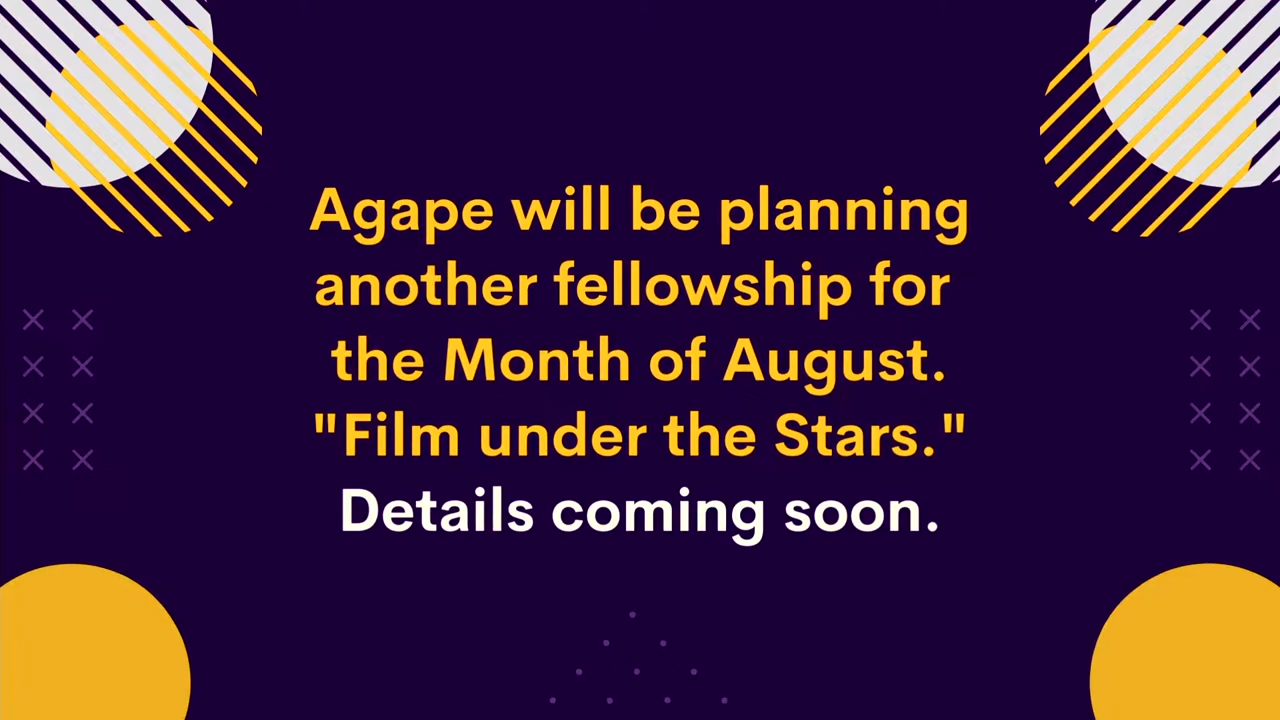 Agape will be planning
another fellowship for
the Month of August.
"Film under the Stars."
Details coming soon.